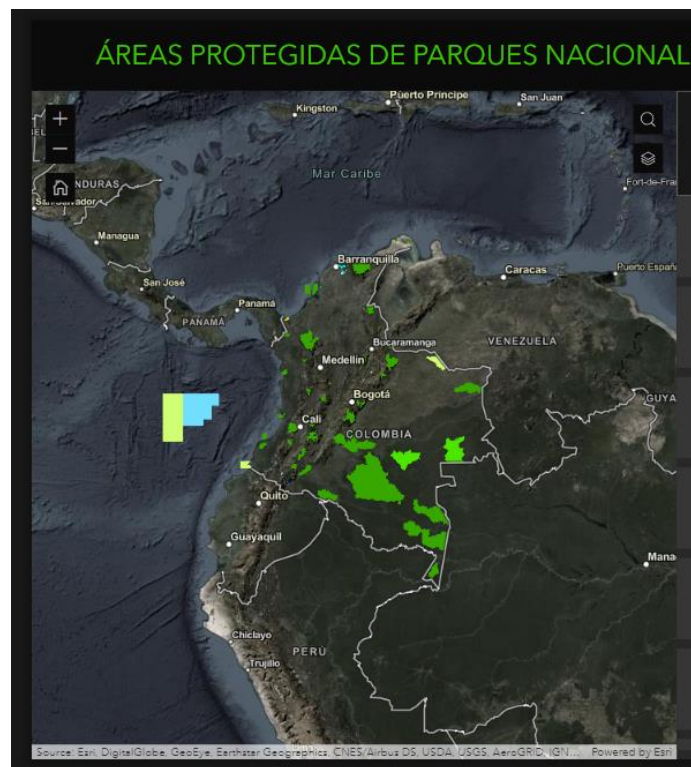 ÁREAS PROTEGIDAS DE PARQUES NACIONAL
Puerto Principe
San Juan
Kingston
Mar Caribe
Fort-de-Fra
NDURAS
San Salvador
Managua
Barranquilla
Caracas
Puerto Españ
San José
Panamá
PANAMÁ
Bucaramanga
VENEZUELA
Medellín
Bogotá
GUYA
Cali
COLOMBIA
Quito
Guayaquil
Mana
Chiclayo
PERÚ
Trujillo
Source: Esri, DigitalGlobe, GeoEye, Earthstar Geographics, CNES/Airbus DS, USDA, USGS, AeroGRID, IGN... Powered by Esri